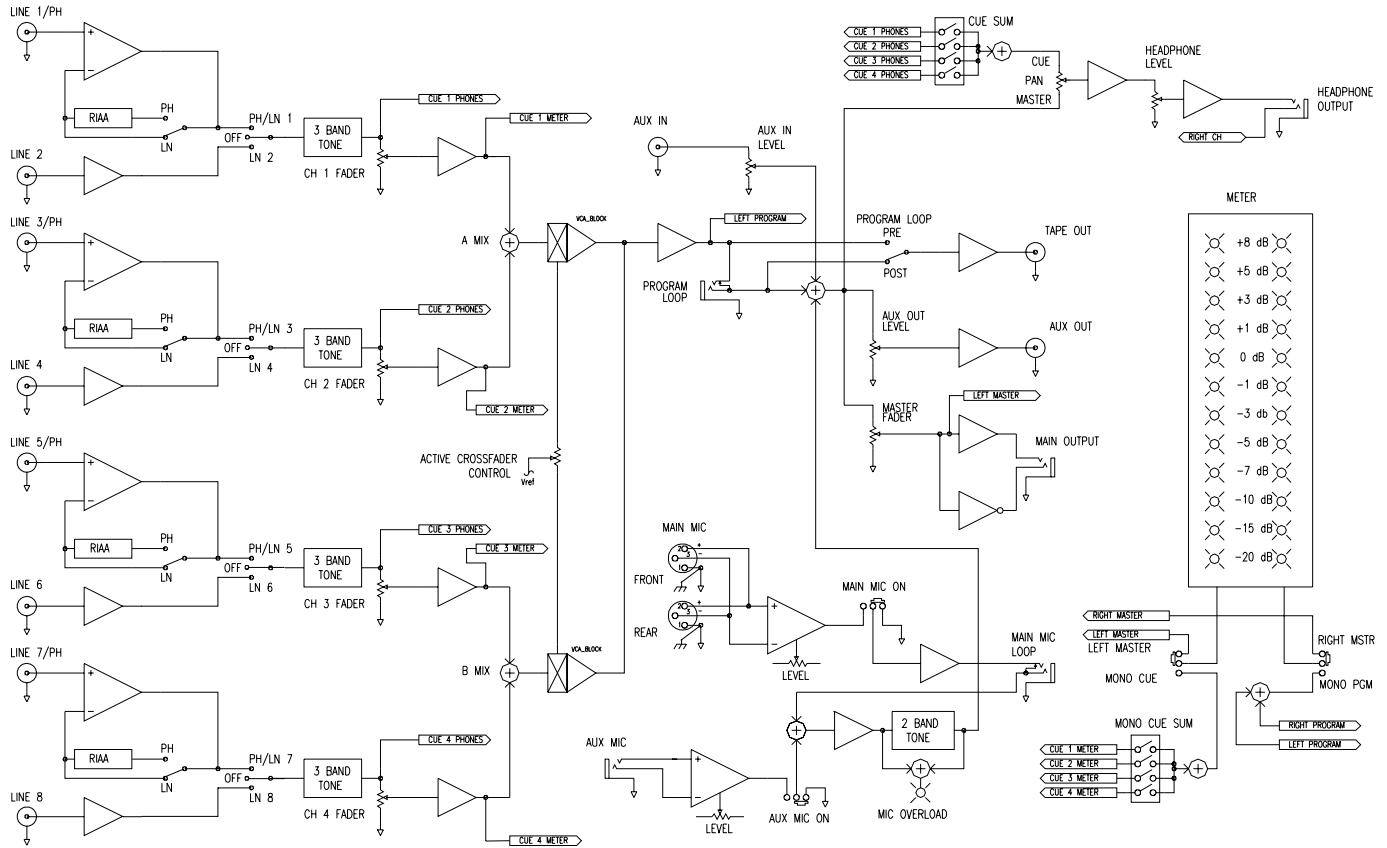 LINE 1/PH
+
−
RIAA
PH
LN
LINE 2
PH/LN 1
OFF
LN 2
3 BAND
TONE
CH 1 FADER
CUE 1 PHONES
CUE 1 METER
LINE 3/PH
+
−
RIAA
PH
LN
LINE 4
PH/LN 3
OFF
LN 4
3 BAND
TONE
CH 2 FADER
CUE 2 PHONES
CUE 2 METER
A MIX
VCA_BLOCK
ACTIVE CROSSFADER
CONTROL
Vref
LINE 5/PH
+
−
RIAA
PH
LN
LINE 6
PH/LN 5
OFF
LN 6
3 BAND
TONE
CH 3 FADER
CUE 3 PHONES
CUE 3 METER
LINE 7/PH
+
−
RIAA
PH
LN
LINE 8
PH/LN 7
OFF
LN 8
3 BAND
TONE
CH 4 FADER
CUE 4 PHONES
CUE 4 METER
B MIX
VCA_BLOCK
CUE 1 PHONES
CUE 2 PHONES
CUE 3 PHONES
CUE 4 PHONES
CUE SUM
CUE
PAN
MASTER
HEADPHONE
LEVEL
HEADPHONE
OUTPUT
RIGHT CH
AUX IN
AUX IN
LEVEL
LEFT PROGRAM
PROGRAM LOOP
PRE
POST
TAPE OUT
PROGRAM
LOOP
AUX OUT
LEVEL
AUX OUT
MASTER
FADER
LEFT MASTER
MAIN OUTPUT
MAIN MIC
2
+
3
−
1
FRONT
2
+
3
−
1
REAR
+
−
LEVEL
MAIN MIC ON
MAIN MIC
LOOP
AUX MIC
+
−
LEVEL
AUX MIC ON
2 BAND
TONE
MIC OVERLOAD
METER
+8 dB
+5 dB
+3 dB
+1 dB
0 dB
−1 dB
−3 db
−5 dB
−7 dB
−10 dB
−15 dB
−20 dB
RIGHT MASTER
LEFT MASTER
LEFT MASTER
MONO CUE
RIGHT MSTR
MONO PGM
RIGHT PROGRAM
LEFT PROGRAM
MONO CUE SUM
CUE 1 METER
CUE 2 METER
CUE 3 METER
CUE 4 METER